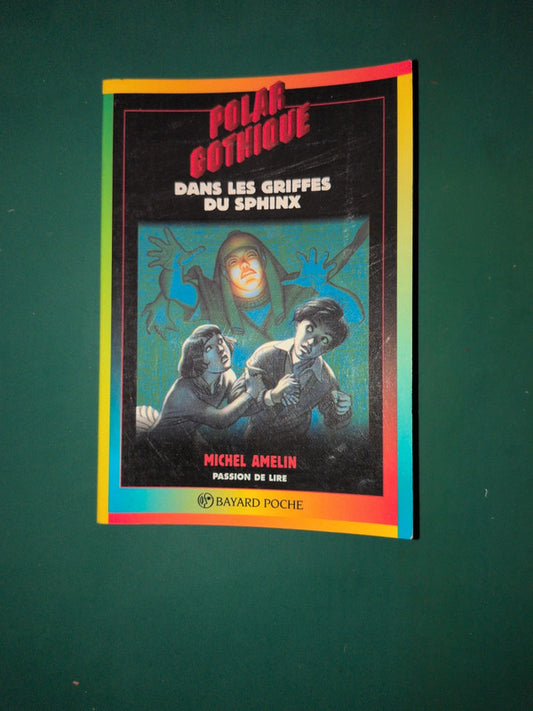 POLAR
GOTHIQUE
DANS LES GRIFFES
DU SPHINX
MICHEL AMELIN
PASSION DE LIRE
BAYARD POCHE